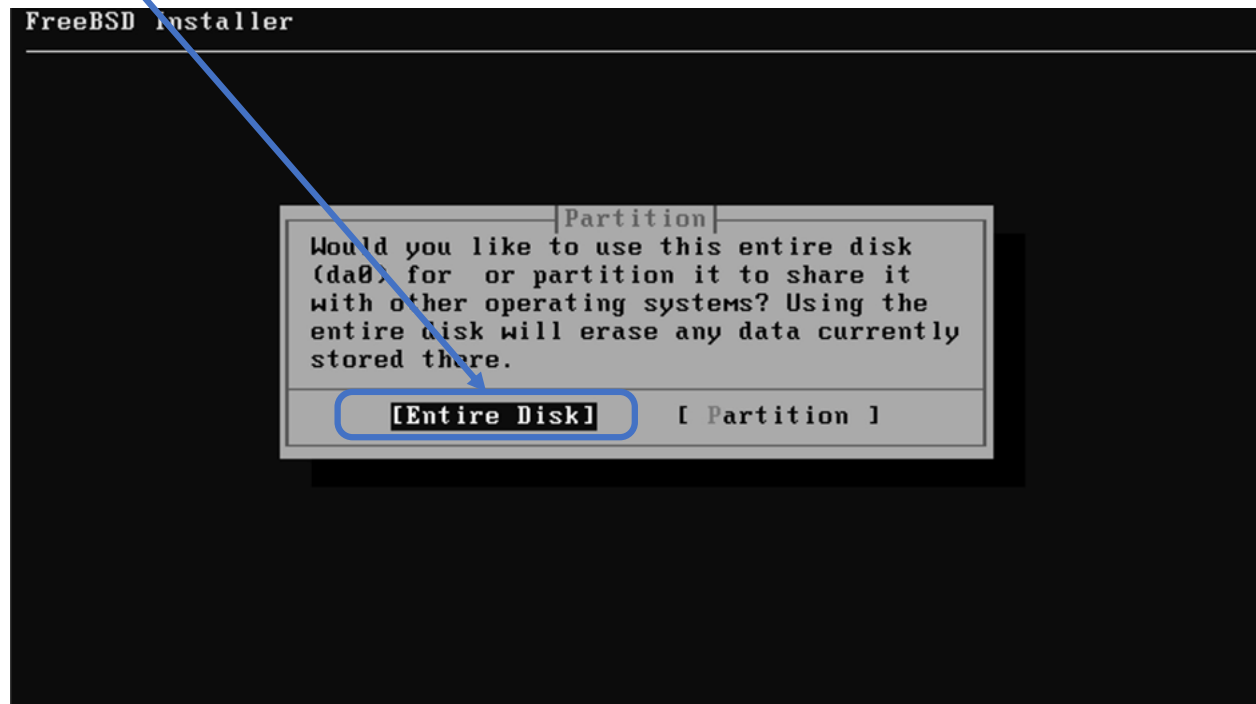 FreeBSD Installer
Partition
Would you like to use this entire disk
(da0) for  or partition it to share it
with other operating systems? Using the
entire disk will erase any data currently
stored there.
[Entire Disk] [ Partition ]